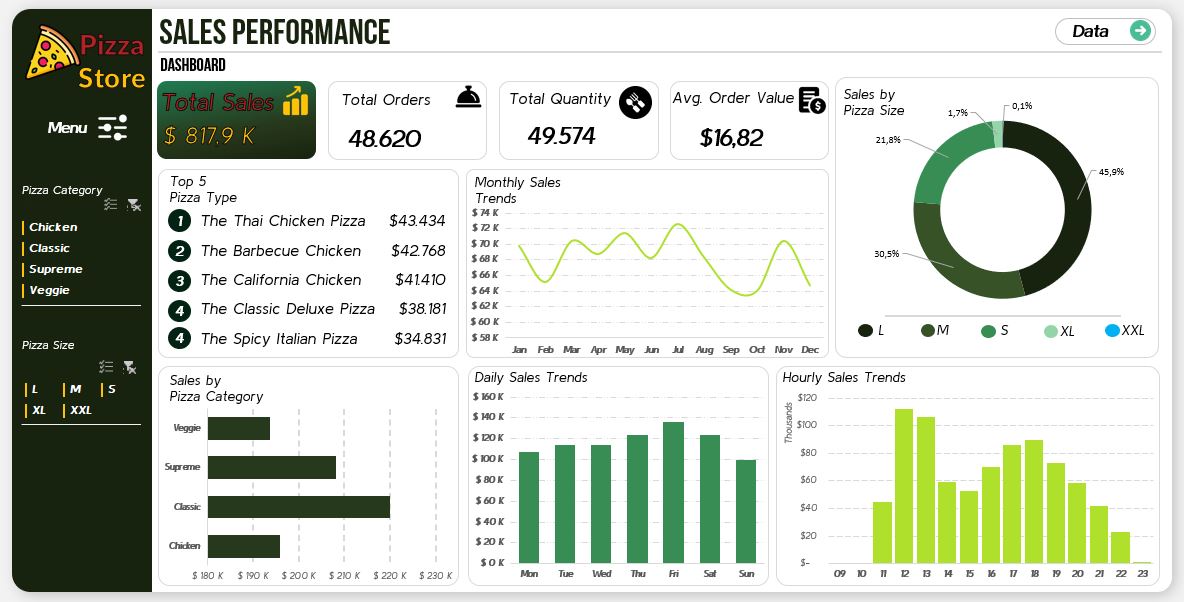 Pizza
Store
Menu
Pizza Category
Chicken
Classic
Supreme
Veggie
Pizza Size
L M S
XL XXL
SALES PERFORMANCE
Data
DASHBOARD
Total Sales
$ 817,9 K
Total Orders
48.620
Total Quantity
49.574
Avg. Order Value
$16,82
Sales by
Pizza Size
0,1%
1,7%
21,8%
45,9%
30,5%
L M S XL XXL
Top 5
Pizza Type
1 The Thai Chicken Pizza $43.434
2 The Barbecue Chicken $42.768
3 The California Chicken $41.410
4 The Classic Deluxe Pizza $38.181
4 The Spicy Italian Pizza $34.831
Monthly Sales
Trends
$ 74 K
$ 72 K
$ 70 K
$ 68 K
$ 66 K
$ 64 K
$ 62 K
$ 60 K
$ 58 K
Jan Feb Mar Apr May Jun Jul Aug Sep Oct Nov Dec
Sales by
Pizza Category
Veggie
Supreme
Classic
Chicken
$ 180 K $ 190 K $ 200 K $ 210 K $ 220 K $ 230 K
Daily Sales Trends
$ 160 K
$ 140 K
$ 120 K
$ 100 K
$ 80 K
$ 60 K
$ 40 K
$ 20 K
$ 0 K
Mon Tue Wed Thu Fri Sat Sun
Hourly Sales Trends
Thousands
$120
$100
$80
$60
$40
$20
$-
09 10 11 12 13 14 15 16 17 18 19 20 21 22 23